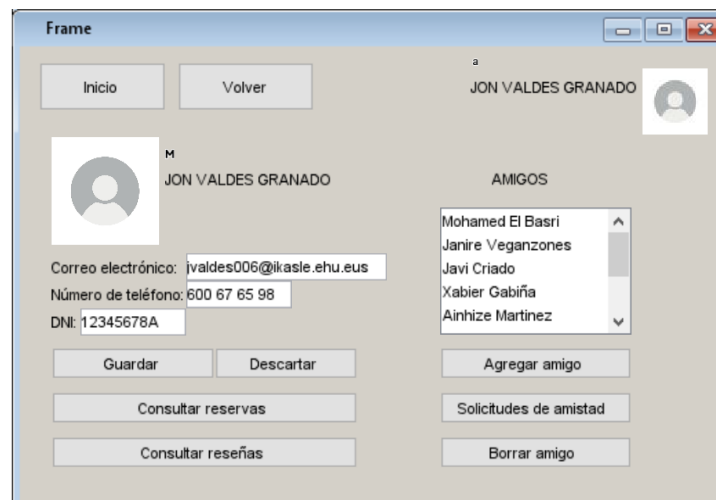 Frame
a
Inicio Volver JON VALDES GRANADO
M
JON VALDES GRANADO AMIGOS
Mohamed El Basri
Janire Veganzones
Javi Criado
Xabier Gabiña
Ainhize Martinez
Correo electrónico: jvaldes006@ikasle.ehu.eus
Número de teléfono: 600 67 65 98
DNI: 12345678A
Guardar Descartar Agregar amigo
Consultar reservas Solicitudes de amistad
Consultar reseñas Borrar amigo